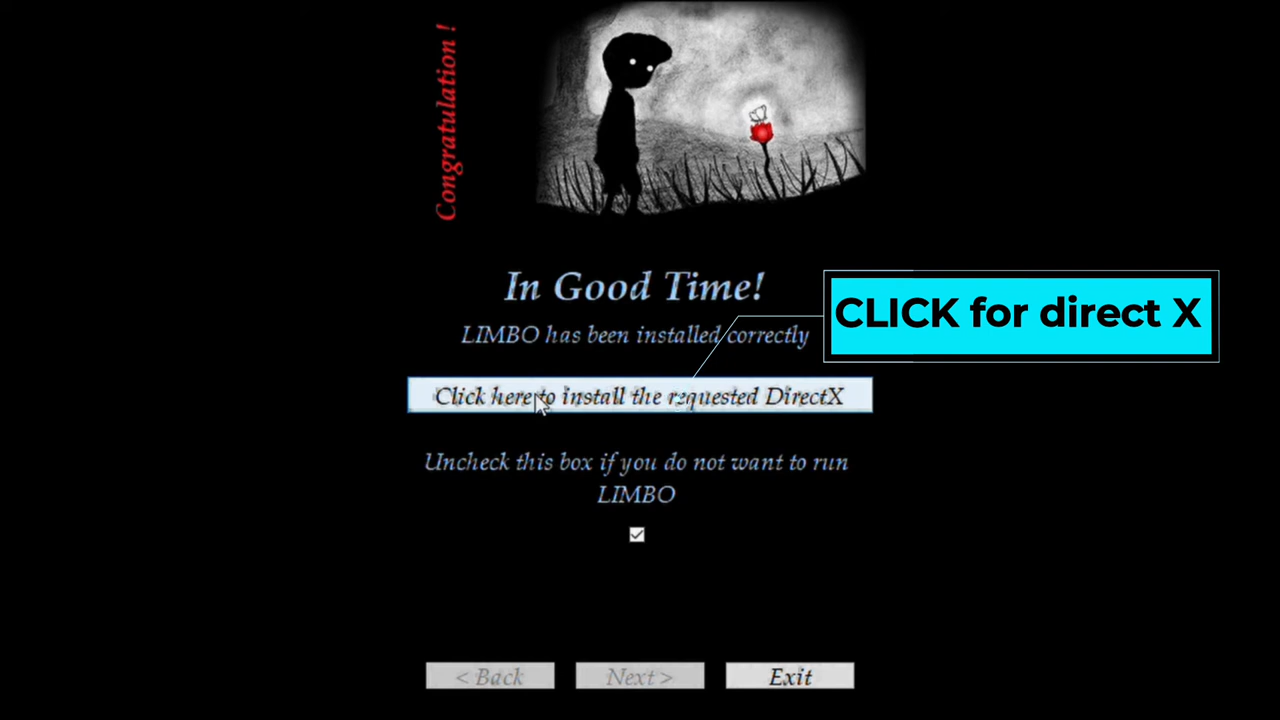 Congratulation !
In Good Time!
LIMBO has been installed correctly
CLICK for direct X
Click here to install the requested DirectX
Uncheck this box if you do not want to run
LIMBO
< Back
Next >
Exit